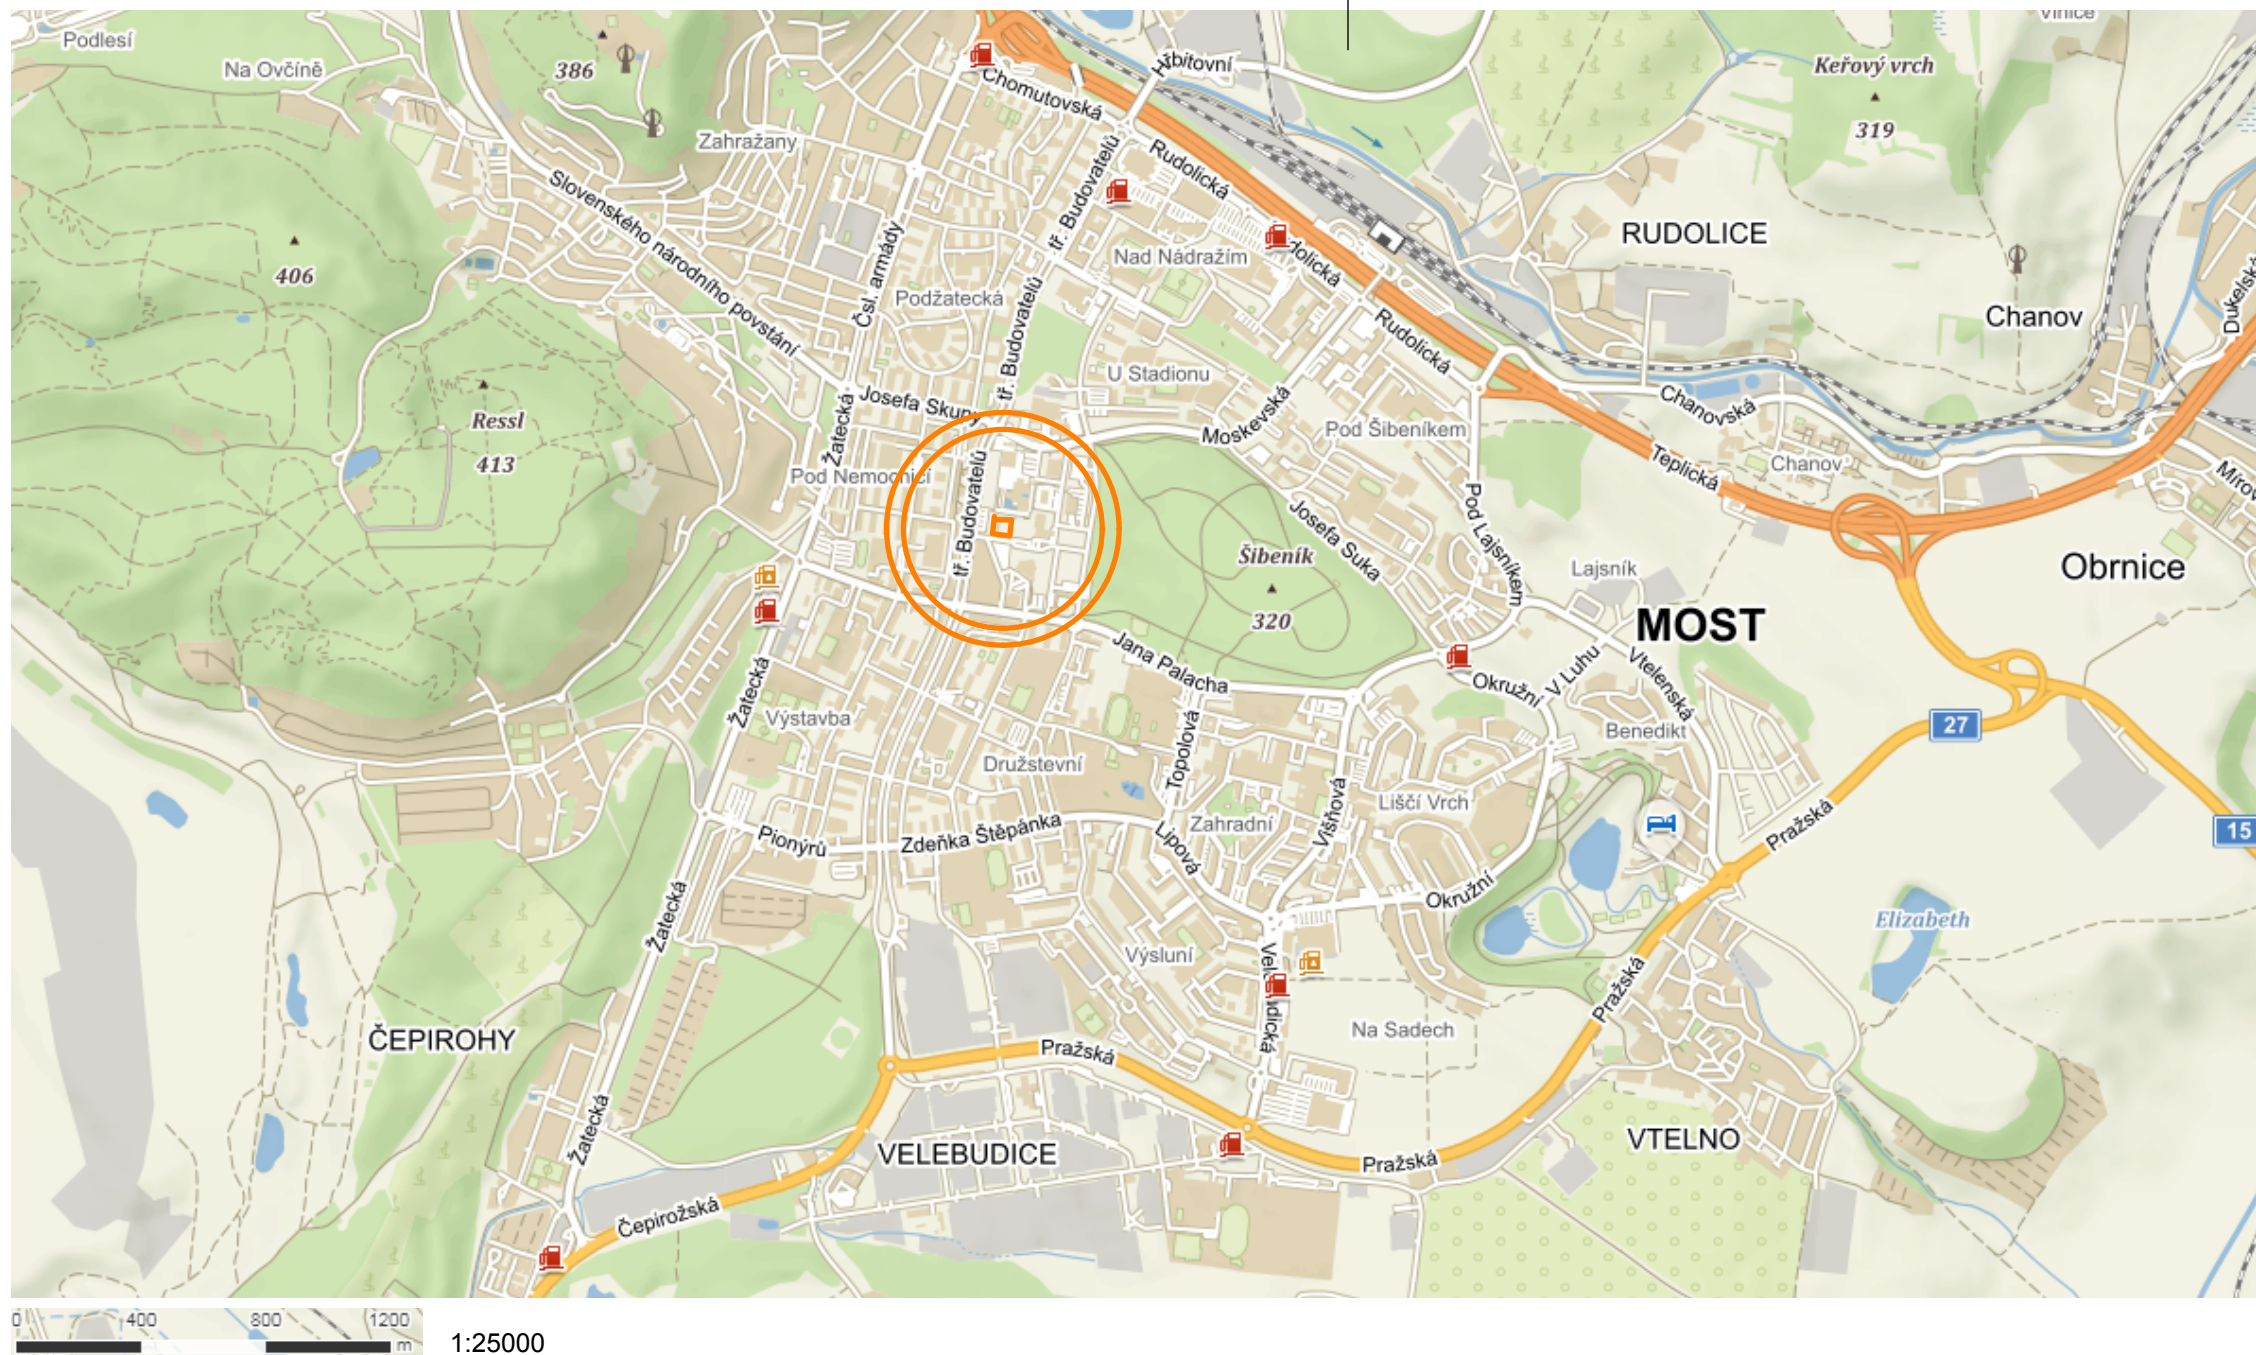 Podlesí
Na Ovčíně
386
Hřbitovní
Keřový vrch
319
Chomutovská
Zahražany
Rudolická
tř. Budovatelů
Slovenského národního povstání
RUDOLICE
Nad Nádražím
406
Čsl. armády
Podžatecká
tř. Budovatelů
Rudolická
Chanov
Dukelská
U Stadionu
Josefa Skupy
Žatecká
Ressl
413
Moskevská
Pod Šibeníkem
Chanovská
Chanov
Teplická
Pod Nemocnicí
tř. Budovatelů
Josefa Suka
Pod Lajsníkem
Šibeník
320
Lajsník
Obrnice
MOST
Jana Palacha
Okružní
V Luhu
Vtelenská
Žatecká
Výstavba
Benedikt
27
Topolová
Družstevní
Višňová
Liščí Vrch
Pionýrů
Zdeňka Štěpánka
Lipová
Zahradní
Pražská
15
Žatecká
Okružní
Elizabeth
Výsluní
Na Sadech
Pražská
ČEPIROHY
Pražská
Žatecká
VELEBUDICE
Pražská
VTELNO
Čepirožská
0 400 800 1200
m
1:25000